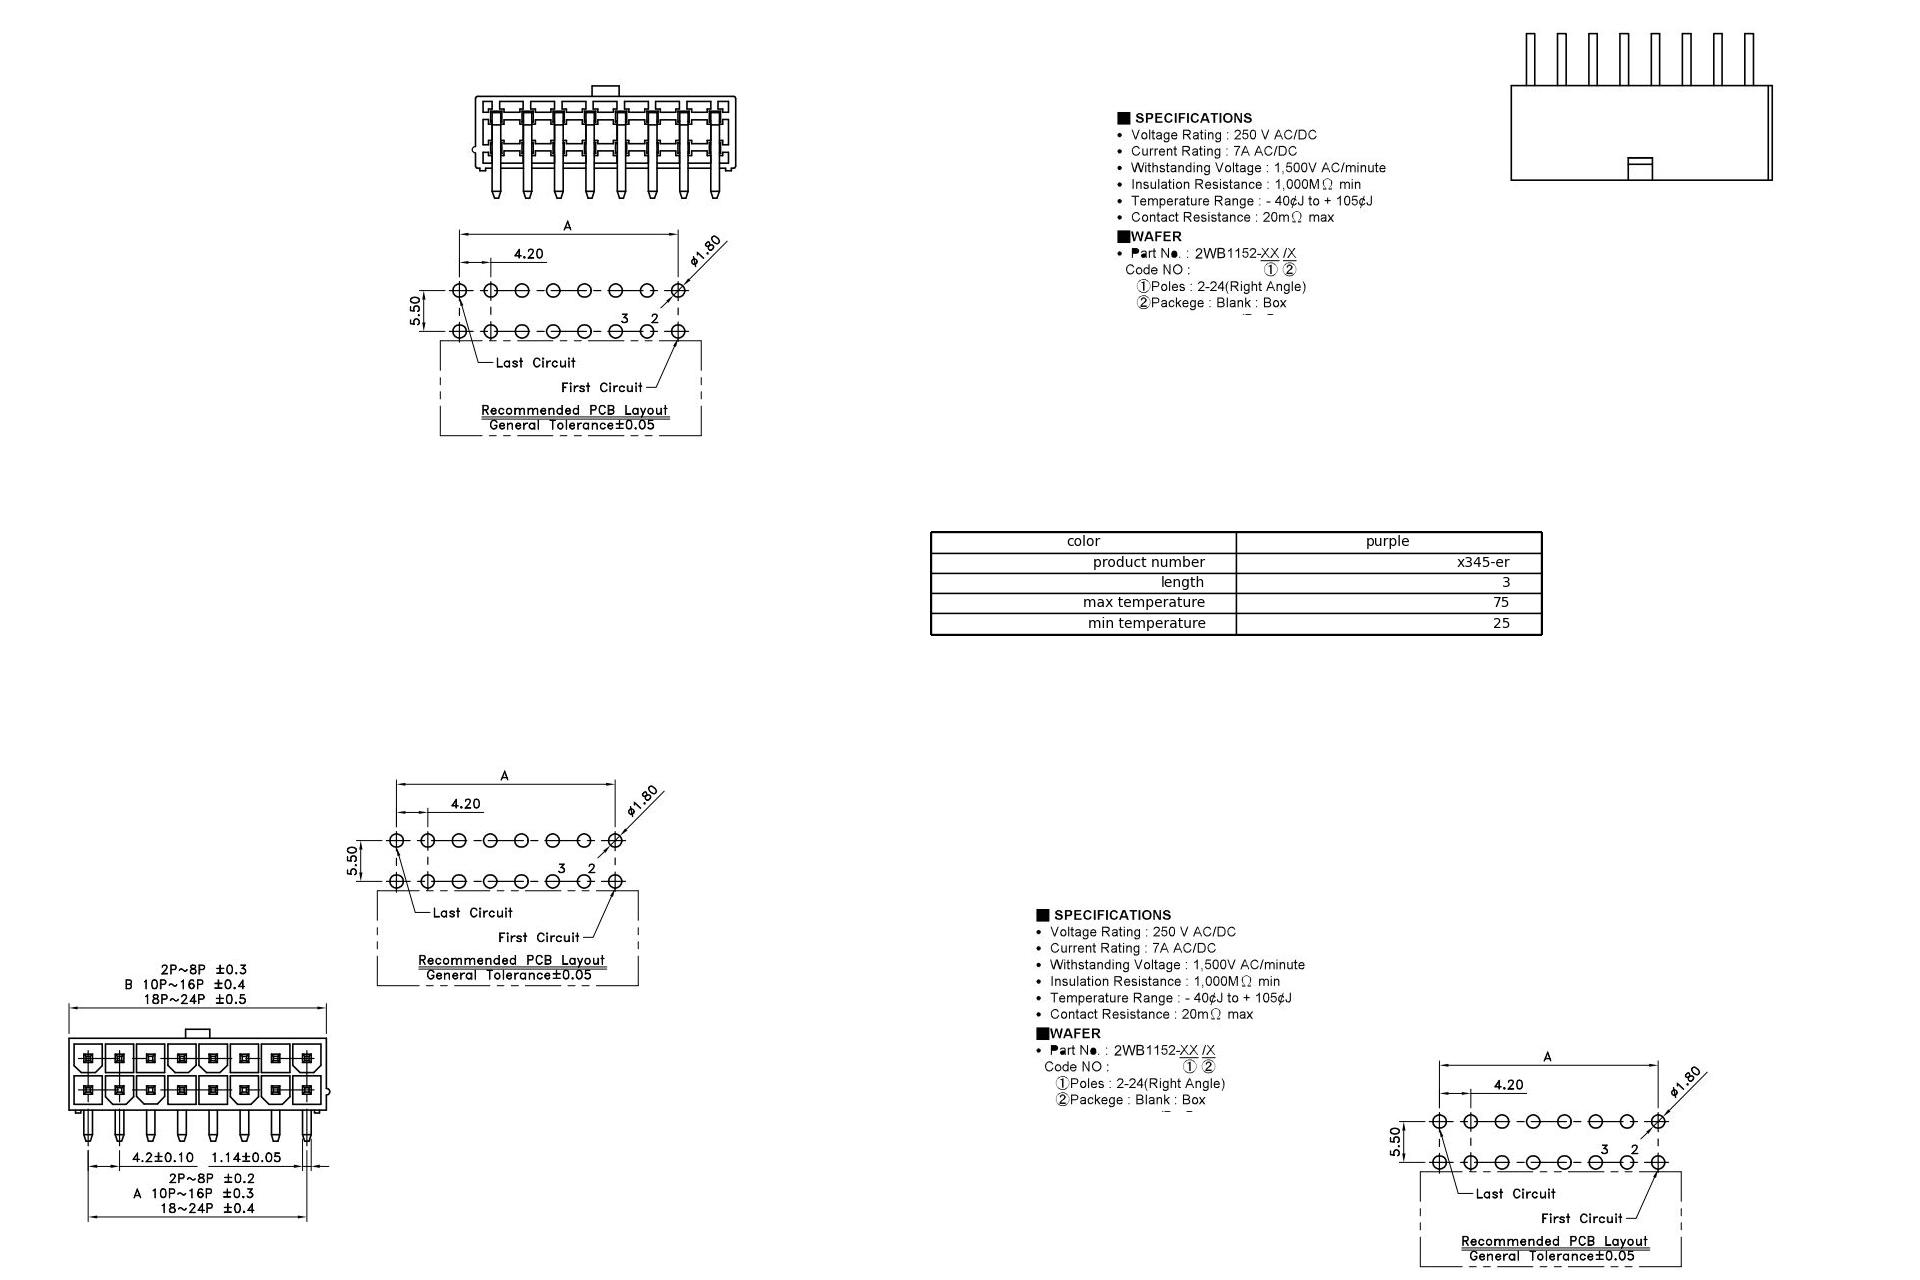 A
4.20
ø1.80
5.50
3 2
Last Circuit
First Circuit
Recommended PCB Layout
General Tolerance±0.05
■ SPECIFICATIONS
• Voltage Rating : 250 V AC/DC
• Current Rating : 7A AC/DC
• Withstanding Voltage : 1,500V AC/minute
• Insulation Resistance : 1,000MΩ min
• Temperature Range : - 40¢J to + 105¢J
• Contact Resistance : 20mΩ max
■WAFER
• Part No. : 2WB1152-XX /X
Code NO : ① ②
①Poles : 2-24(Right Angle)
②Packege : Blank : Box
color purple
product number x345-er
length 3
max temperature 75
min temperature 25
A
4.20
ø1.80
5.50
3 2
Last Circuit
First Circuit
Recommended PCB Layout
General Tolerance±0.05
2P~8P ±0.3
B 10P~16P ±0.4
18P~24P ±0.5
4.2±0.10 1.14±0.05
2P~8P ±0.2
A 10P~16P ±0.3
18~24P ±0.4
■ SPECIFICATIONS
• Voltage Rating : 250 V AC/DC
• Current Rating : 7A AC/DC
• Withstanding Voltage : 1,500V AC/minute
• Insulation Resistance : 1,000MΩ min
• Temperature Range : - 40¢J to + 105¢J
• Contact Resistance : 20mΩ max
■WAFER
• Part No. : 2WB1152-XX /X
Code NO : ① ②
①Poles : 2-24(Right Angle)
②Packege : Blank : Box
A
4.20
ø1.80
5.50
3 2
Last Circuit
First Circuit
Recommended PCB Layout
General Tolerance±0.05